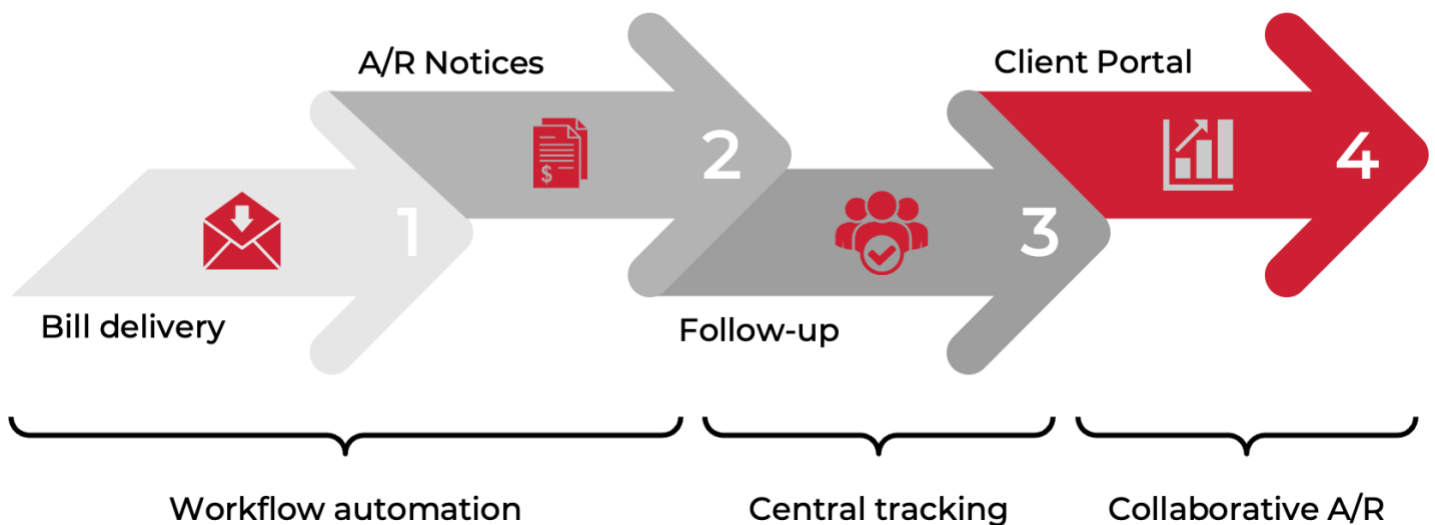 A/R Notices
Client Portal
1
2
3
4
$
Bill delivery
Follow-up
Workflow automation
Central tracking
Collaborative A/R